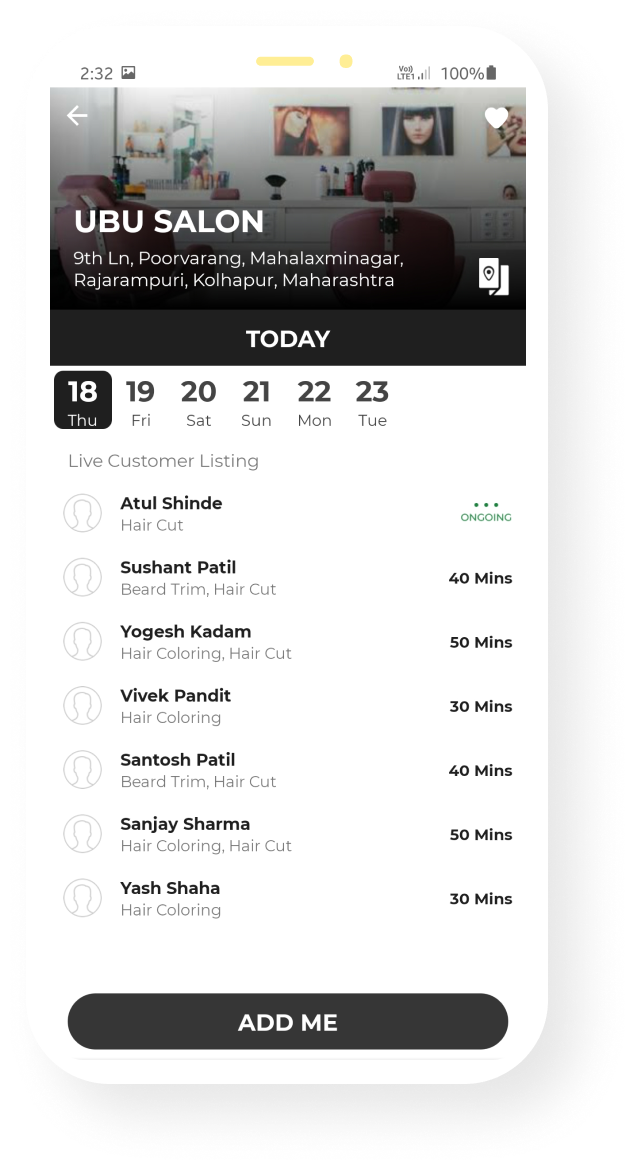 2:32
Vo))
LTE1
100%
UBU SALON
9th Ln, Poorvarang, Mahalaxminagar,
Rajarampuri, Kolhapur, Maharashtra
TODAY
18 19 20 21 22 23
Thu Fri Sat Sun Mon Tue
Live Customer Listing
Atul Shinde
Hair Cut
ONGOING
Sushant Patil
Beard Trim, Hair Cut
40 Mins
Yogesh Kadam
Hair Coloring, Hair Cut
50 Mins
Vivek Pandit
Hair Coloring
30 Mins
Santosh Patil
Beard Trim, Hair Cut
40 Mins
Sanjay Sharma
Hair Coloring, Hair Cut
50 Mins
Yash Shaha
Hair Coloring
30 Mins
ADD ME